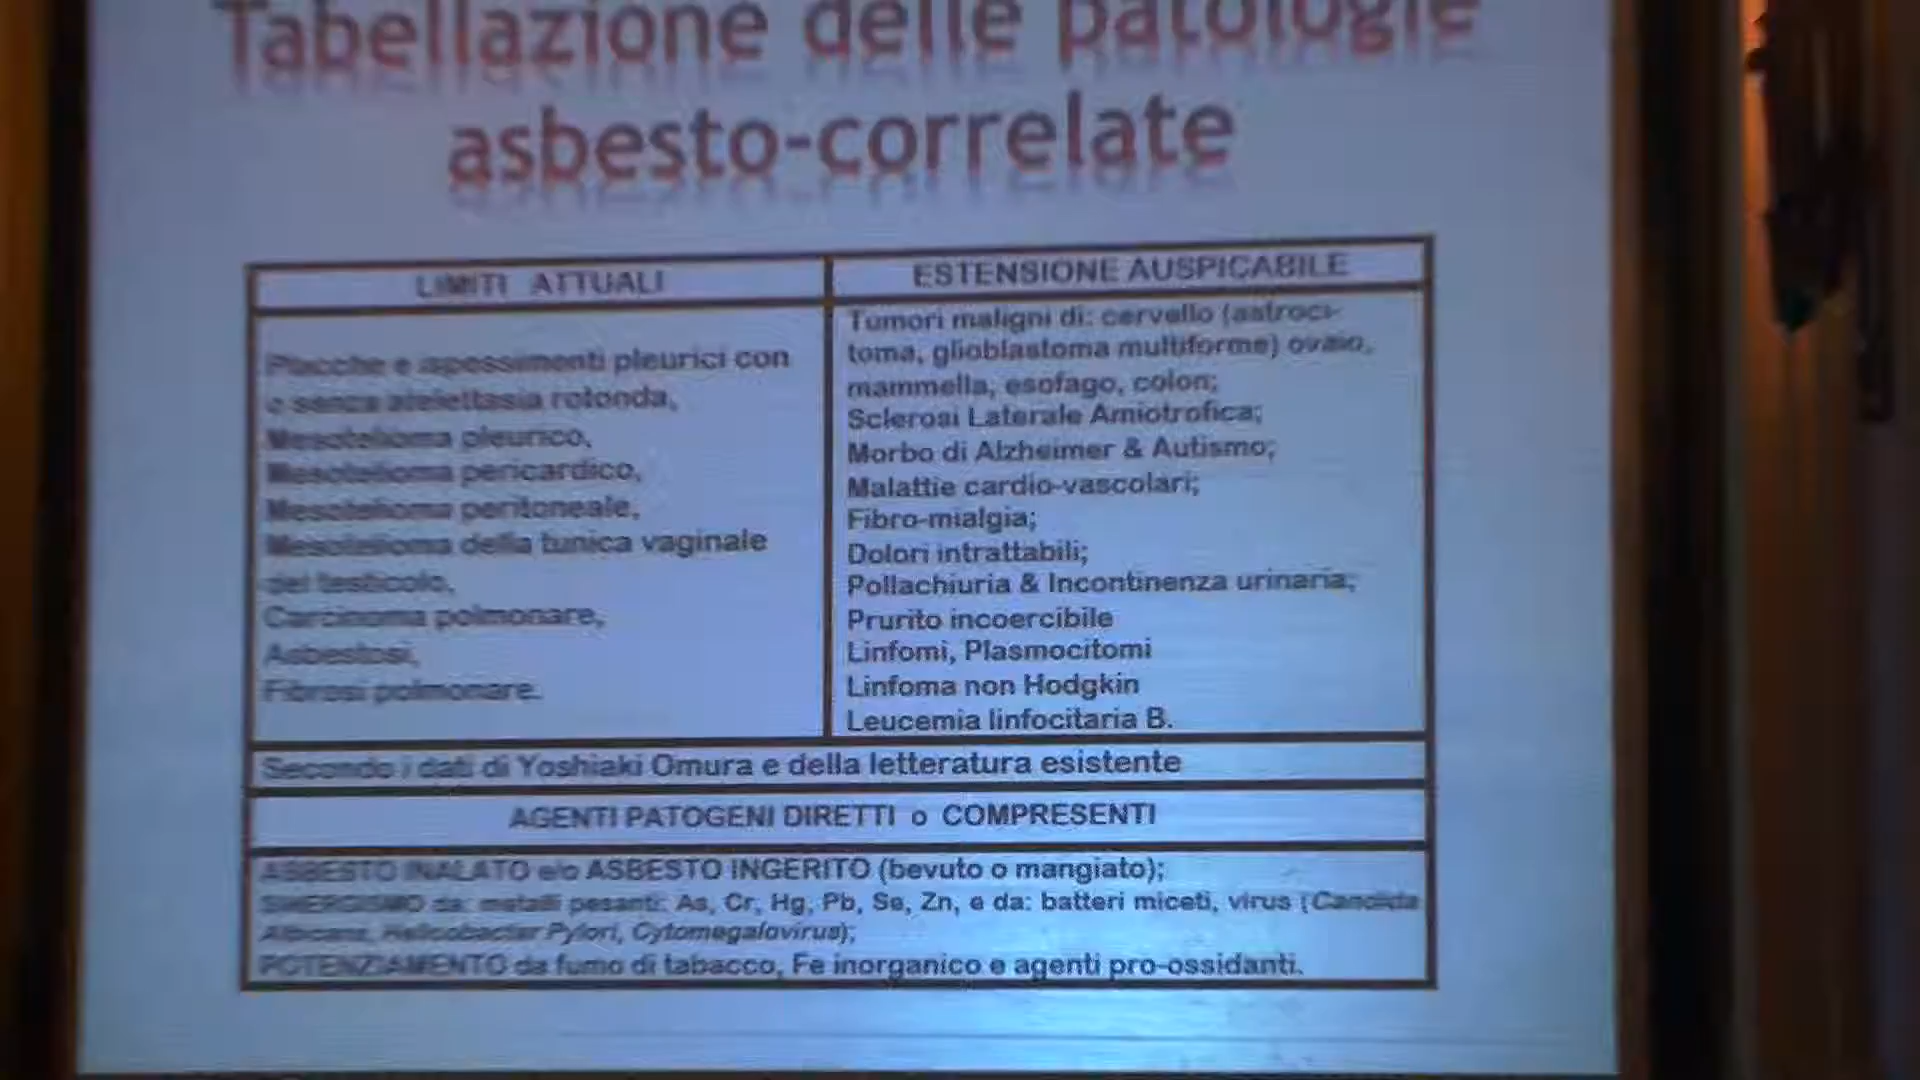 Tabellazione delle patologie
asbesto-correlate
LIMITI ATTUALI
Placche e ispessimenti pleurici con
o senza atelettasia rotonda,
Mesotelioma pleurico,
Mesotelioma pericardico,
Mesotelioma peritoneale,
Mesotelioma della tunica vaginale
del testicolo,
Carcinoma polmonare,
Asbestosi,
Fibrosi polmonare.
ESTENSIONE AUSPICABILE
Tumori maligni di: cervello (astroci-
toma, glioblastoma multiforme) ovaio,
mammella, esofago, colon;
Sclerosi Laterale Amiotrofica;
Morbo di Alzheimer & Autismo;
Malattie cardio-vascolari;
Fibro-mialgia;
Dolori intrattabili;
Pollachiuria & Incontinenza urinaria;
Prurito incoercibile
Linfomi, Plasmocitomi
Linfoma non Hodgkin
Leucemia linfocitaria B.
Secondo i dati di Yoshiaki Omura e della letteratura esistente
AGENTI PATOGENI DIRETTI o COMPRESENTI
ASBESTO INALATO e/o ASBESTO INGERITO (bevuto o mangiato);
SINERGISMO da: metalli pesanti: As, Cr, Hg, Pb, Se, Zn, e da: batteri miceti, virus (Candida
Albicans, Helicobacter Pylori, Cytomegalovirus);
POTENZIAMENTO da fumo di tabacco, Fe inorganico e agenti pro-ossidanti.